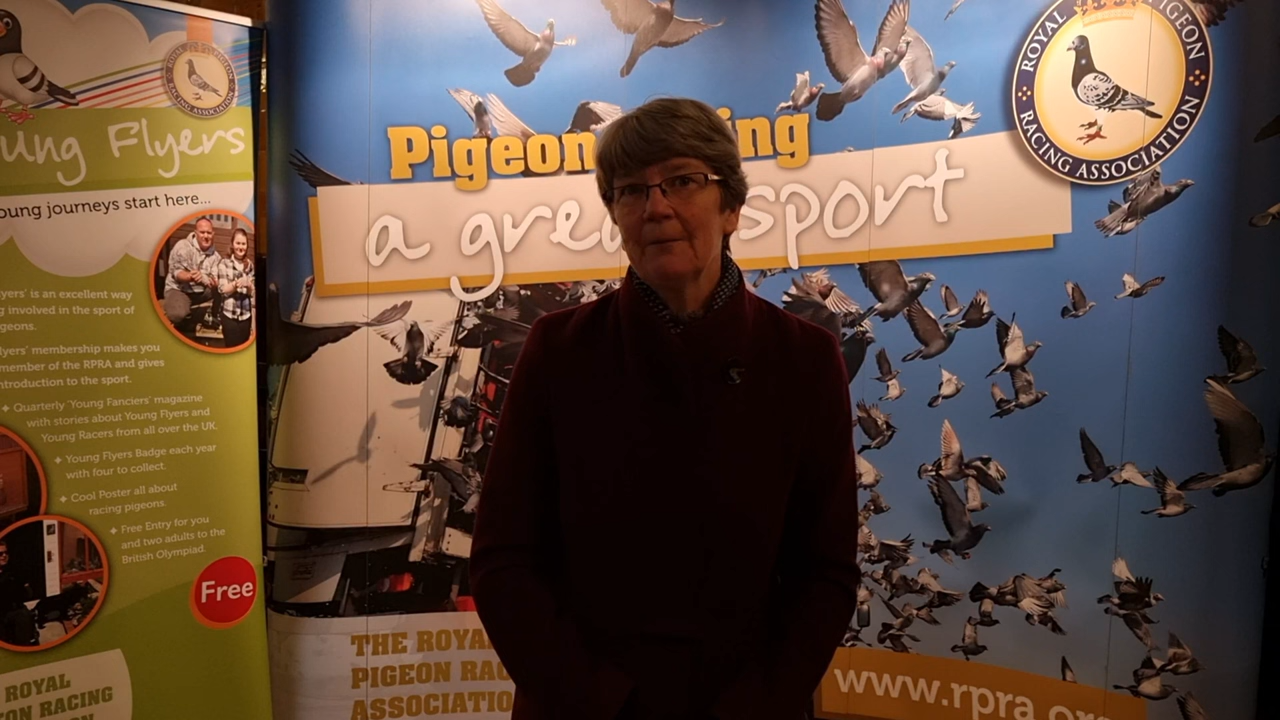 ung Flyers
oung journeys start here...
lyers' is an excellent way
g involved in the sport of
geons.
lyers' membership makes you
member of the RPRA and gives
ntroduction to the sport.
Quarterly 'Young Fanciers' magazine
with stories about Young Flyers and
Young Racers from all over the UK.
Young Flyers Badge each year
with four to collect.
Cool Poster all about
racing pigeons.
Free Entry for you
and two adults to the
British Olympiad.
Free
ROYAL
ON RACING
ROYAL PIGEON
RACING ASSOCIATION
Pigeon ing
a grea sport
THE ROYAL
PIGEON RAC
ASSOCIATIO
www.rpra.or
ROYAL PIGEON
RACING ASSOCIATION